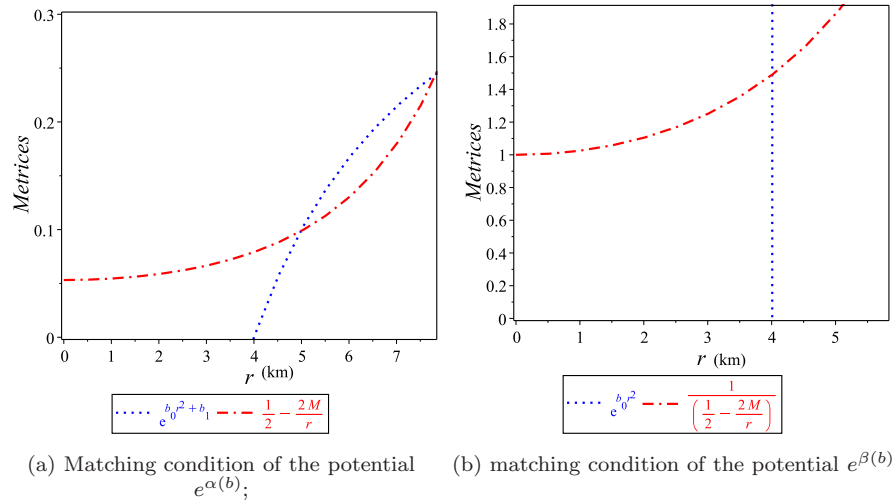 0.3
0.2
0.1
0
Metrices
0 1 2 3 4 5 6 7
r (km)
e^{b_0 r^2 + b_1} 1/2 − 2 M/r
(a) Matching condition of the potential
e^{α(b)};
1.8
1.6
1.4
1.2
1
0.8
0.6
0.4
0.2
0
Metrices
0 1 2 3 4 5
r (km)
e^{b_0 r^2} 1/(1/2 − 2 M/r)
(b) matching condition of the potential e^{β(b)}